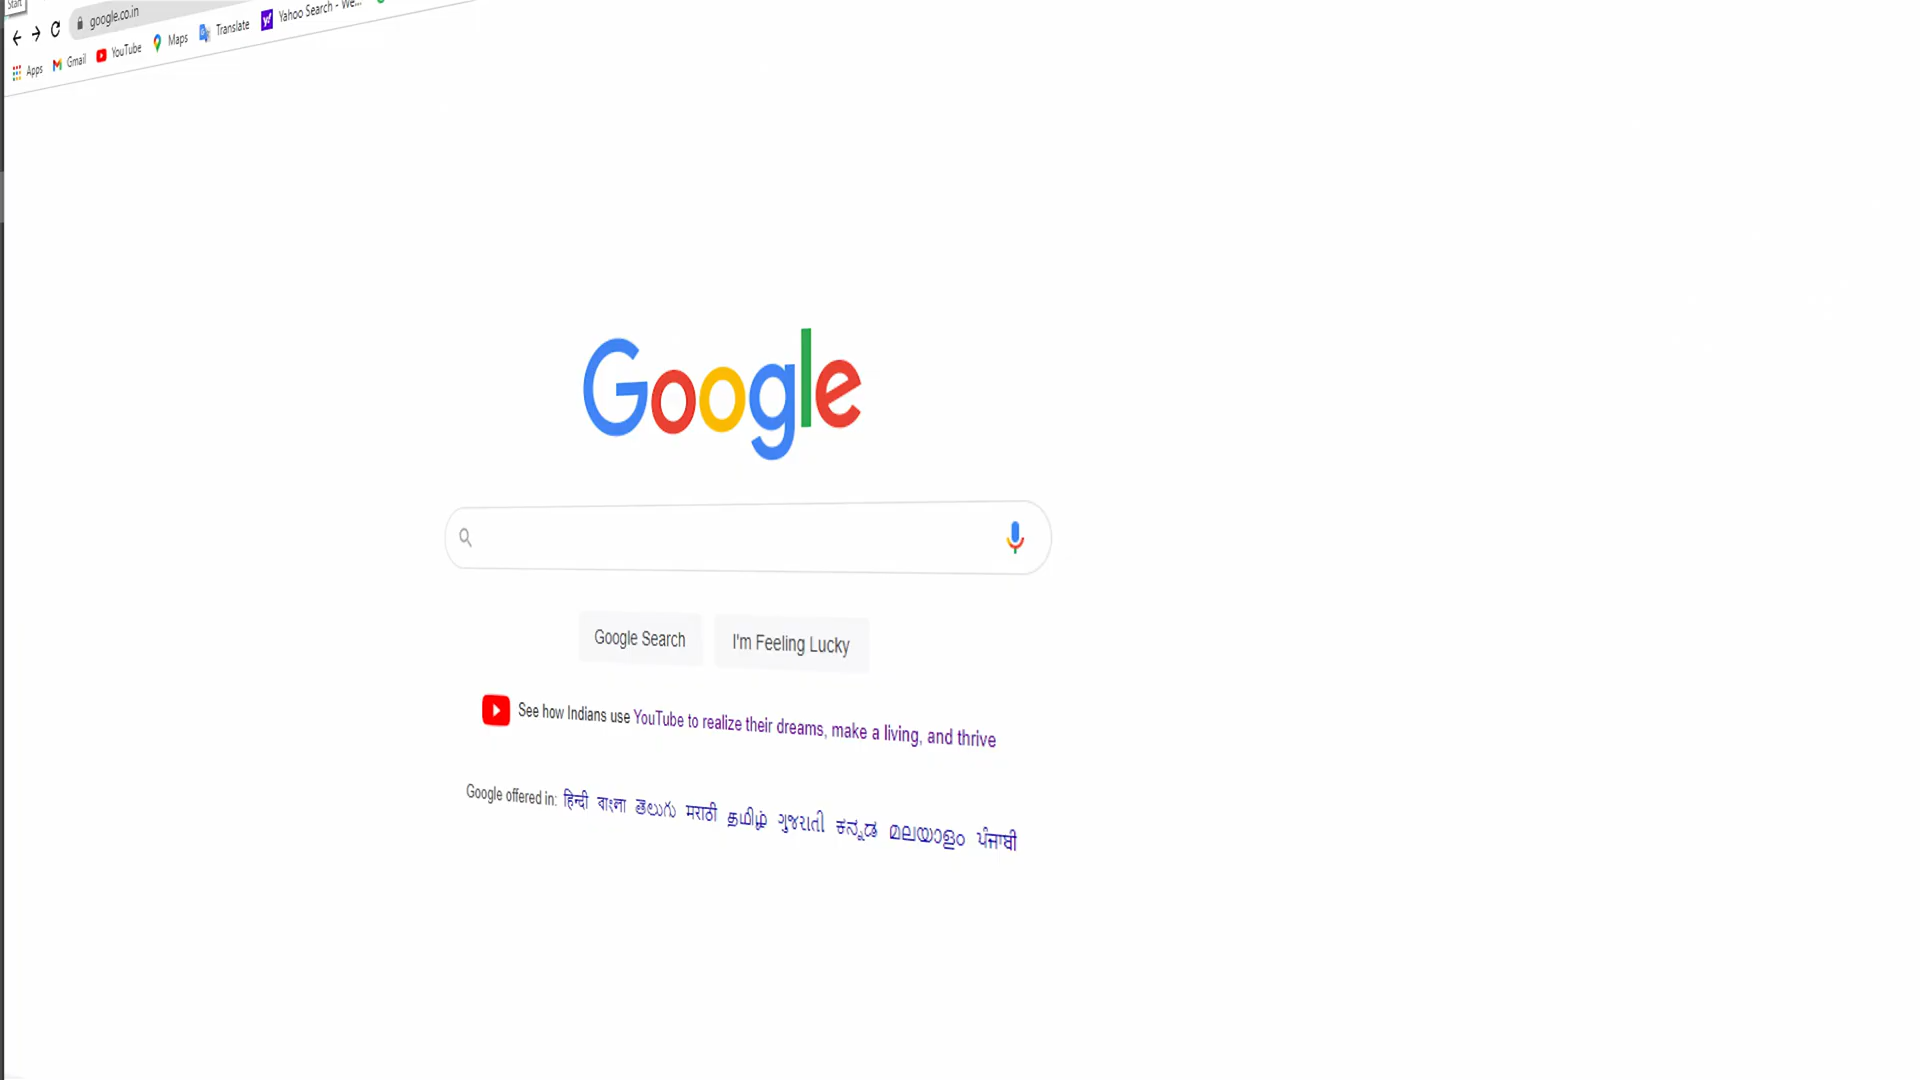 Start
google.co.in
Apps Gmail YouTube Maps Translate Yahoo Search - We...
Google
Google Search I'm Feeling Lucky
See how Indians use YouTube to realize their dreams, make a living, and thrive
Google offered in: हिन्दी বাংলা తెలుగు मराठी தமிழ் ગુજરાતી ಕನ್ನಡ മലയാളം ਪੰਜਾਬੀ